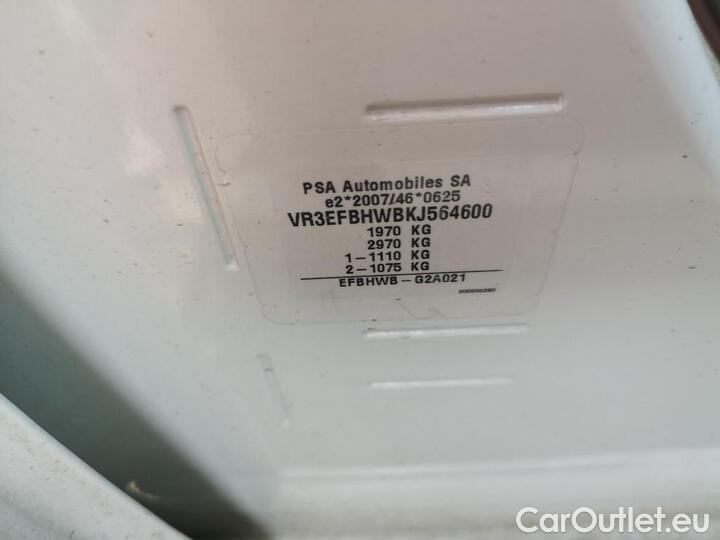 PSA Automobiles SA
e2*2007/46*0625
VR3EFBHWBKJ564600
1970 KG
2970 KG
1-1110 KG
2-1075 KG
EFBHWB-G2A021
CarOutlet.eu